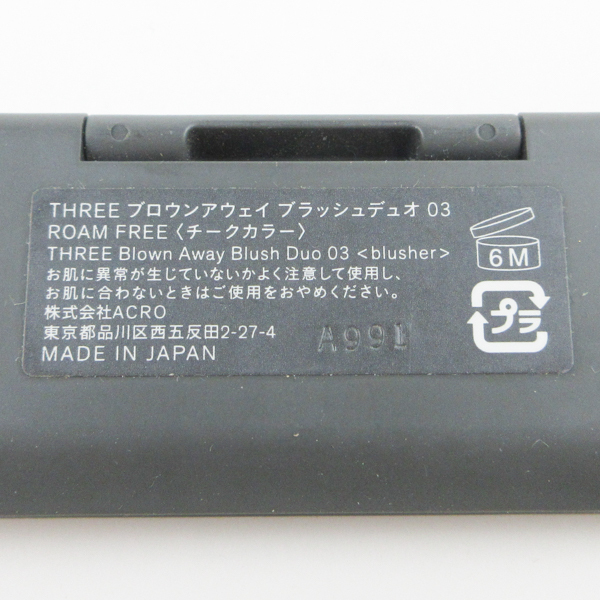 THREE ブロウンアウェイ ブラッシュデュオ 03
ROAM FREE〈チークカラー〉
THREE Blown Away Blush Duo 03 <blusher>
お肌に異常が生じていないかよく注意して使用し、
お肌に合わないときはご使用をおやめください。
株式会社ACRO
東京都品川区西五反田2-27-4
MADE IN JAPAN
A99L
6M
プラ